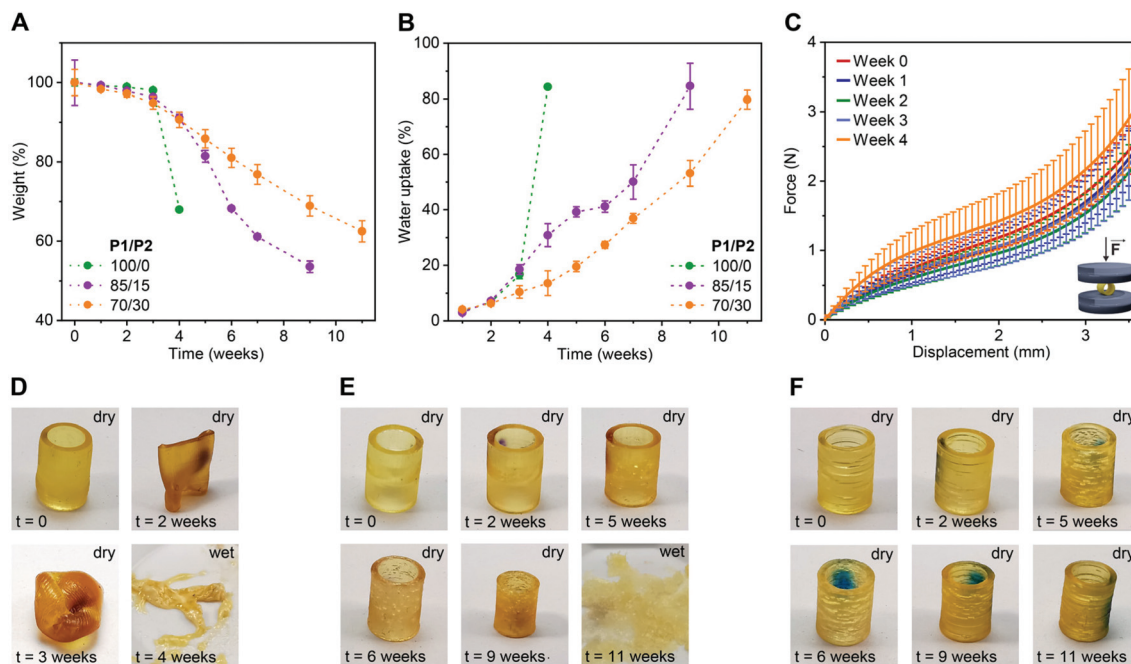 A
Weight (%)
100
80
60
40
P1/P2
100/0
85/15
70/30
0 2 4 6 8 10
Time (weeks)
B
Water uptake (%)
100
80
60
40
20
0
P1/P2
100/0
85/15
70/30
2 4 6 8 10
Time (weeks)
C
Force (N)
4
3
2
1
0
Week 0
Week 1
Week 2
Week 3
Week 4
F
0 1 2 3
Displacement (mm)
D
dry
t = 0
dry
t = 2 weeks
dry
t = 3 weeks
wet
t = 4 weeks
E
dry
t = 0
dry
t = 2 weeks
dry
t = 5 weeks
dry
t = 6 weeks
dry
t = 9 weeks
wet
t = 11 weeks
F
dry
t = 0
dry
t = 2 weeks
dry
t = 5 weeks
dry
t = 6 weeks
dry
t = 9 weeks
dry
t = 11 weeks